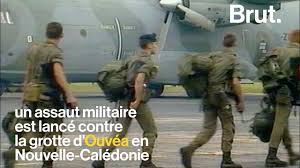 Brut.
un assaut militaire
est lancé contre
la grotte d'Ouvéa en
Nouvelle-Calédonie